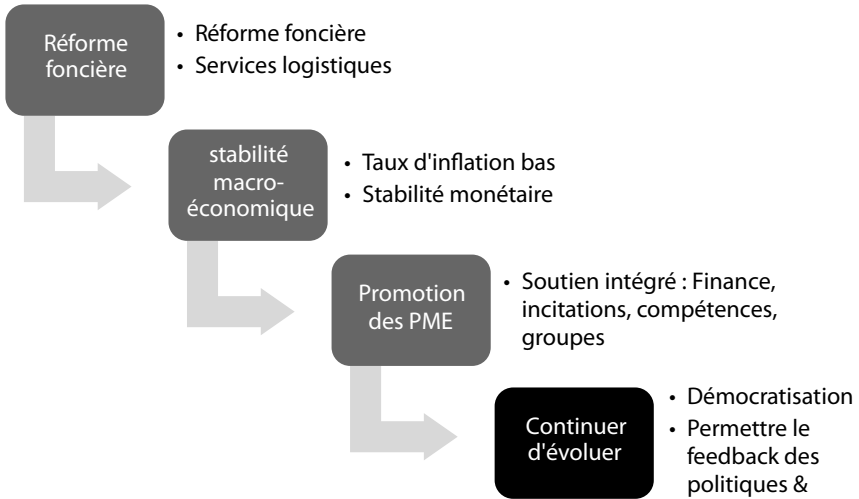 Réforme
foncière
• Réforme foncière
• Services logistiques
stabilité
macro-
économique
• Taux d'inflation bas
• Stabilité monétaire
Promotion
des PME
• Soutien intégré : Finance,
incitations, compétences,
groupes
Continuer
d'évoluer
• Démocratisation
• Permettre le
feedback des
politiques &